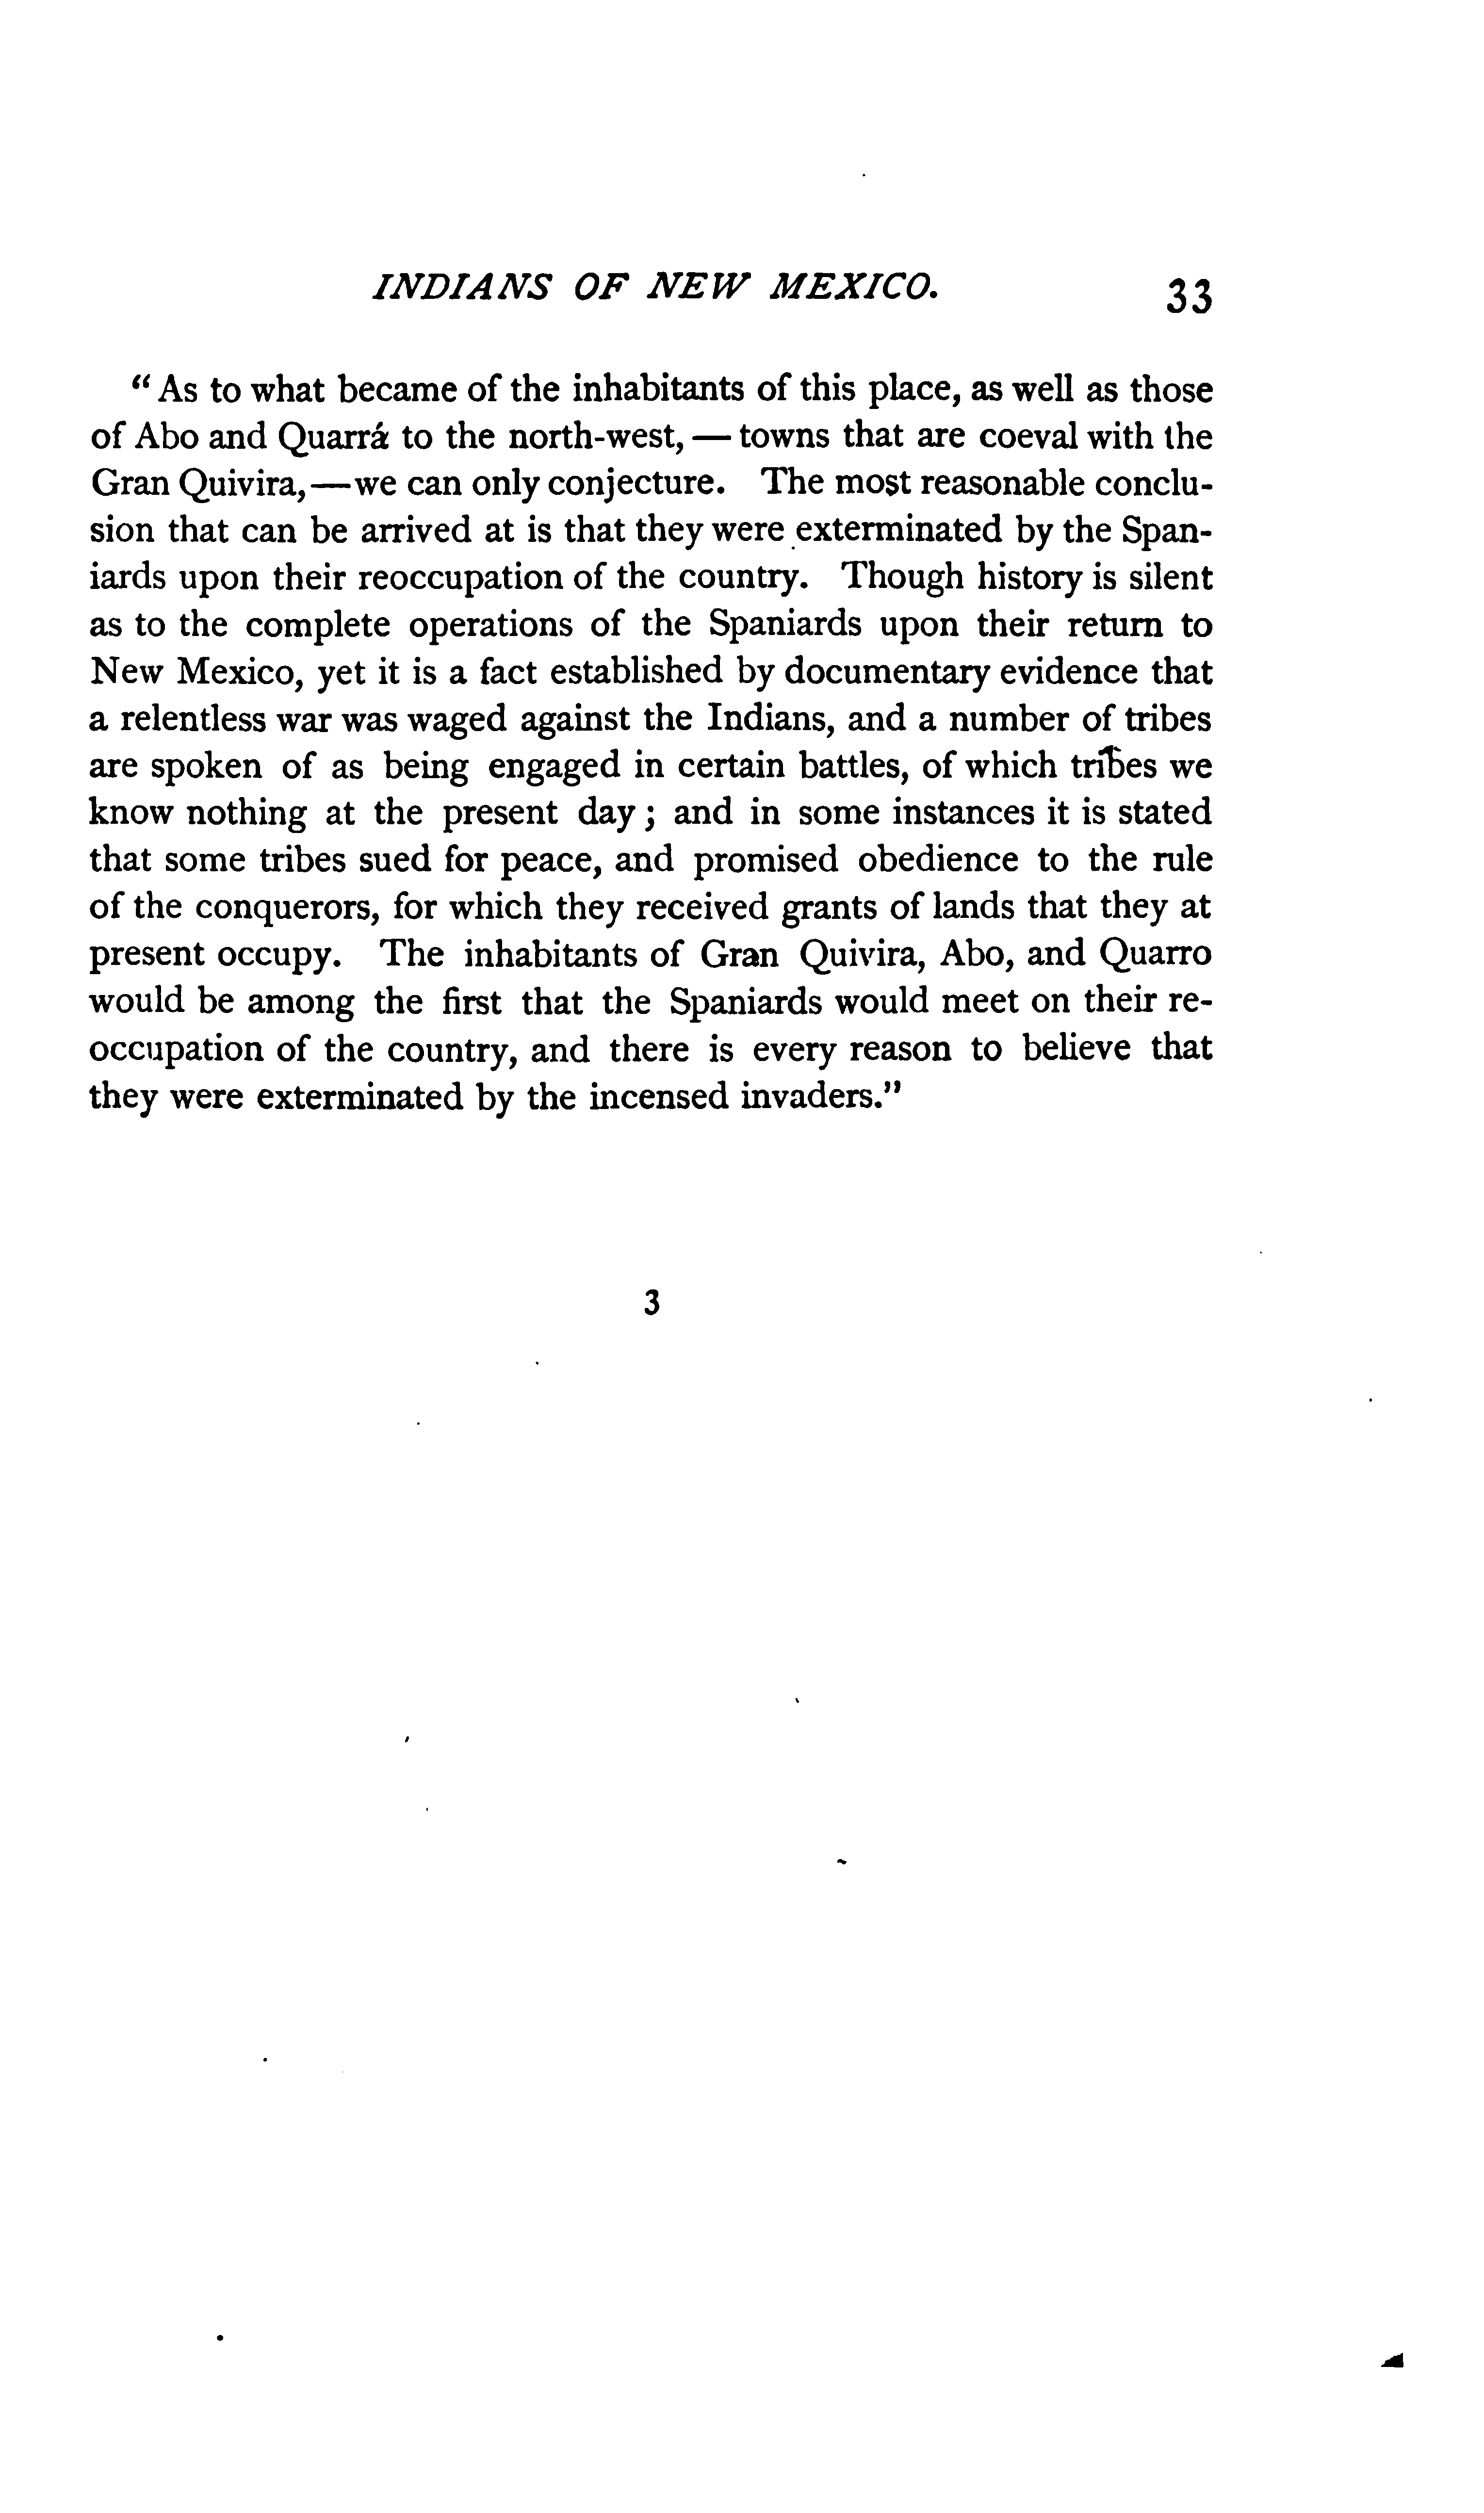 INDIANS OF NEW MEXICO. 33
“As to what became of the inhabitants of this place, as well as those
of Abo and Quarrá to the north-west, — towns that are coeval with the
Gran Quivira, — we can only conjecture. The most reasonable conclu-
sion that can be arrived at is that they were exterminated by the Span-
iards upon their reoccupation of the country. Though history is silent
as to the complete operations of the Spaniards upon their return to
New Mexico, yet it is a fact established by documentary evidence that
a relentless war was waged against the Indians, and a number of tribes
are spoken of as being engaged in certain battles, of which tribes we
know nothing at the present day; and in some instances it is stated
that some tribes sued for peace, and promised obedience to the rule
of the conquerors, for which they received grants of lands that they at
present occupy. The inhabitants of Gran Quivira, Abo, and Quarro
would be among the first that the Spaniards would meet on their re-
occupation of the country, and there is every reason to believe that
they were exterminated by the incensed invaders.”
3